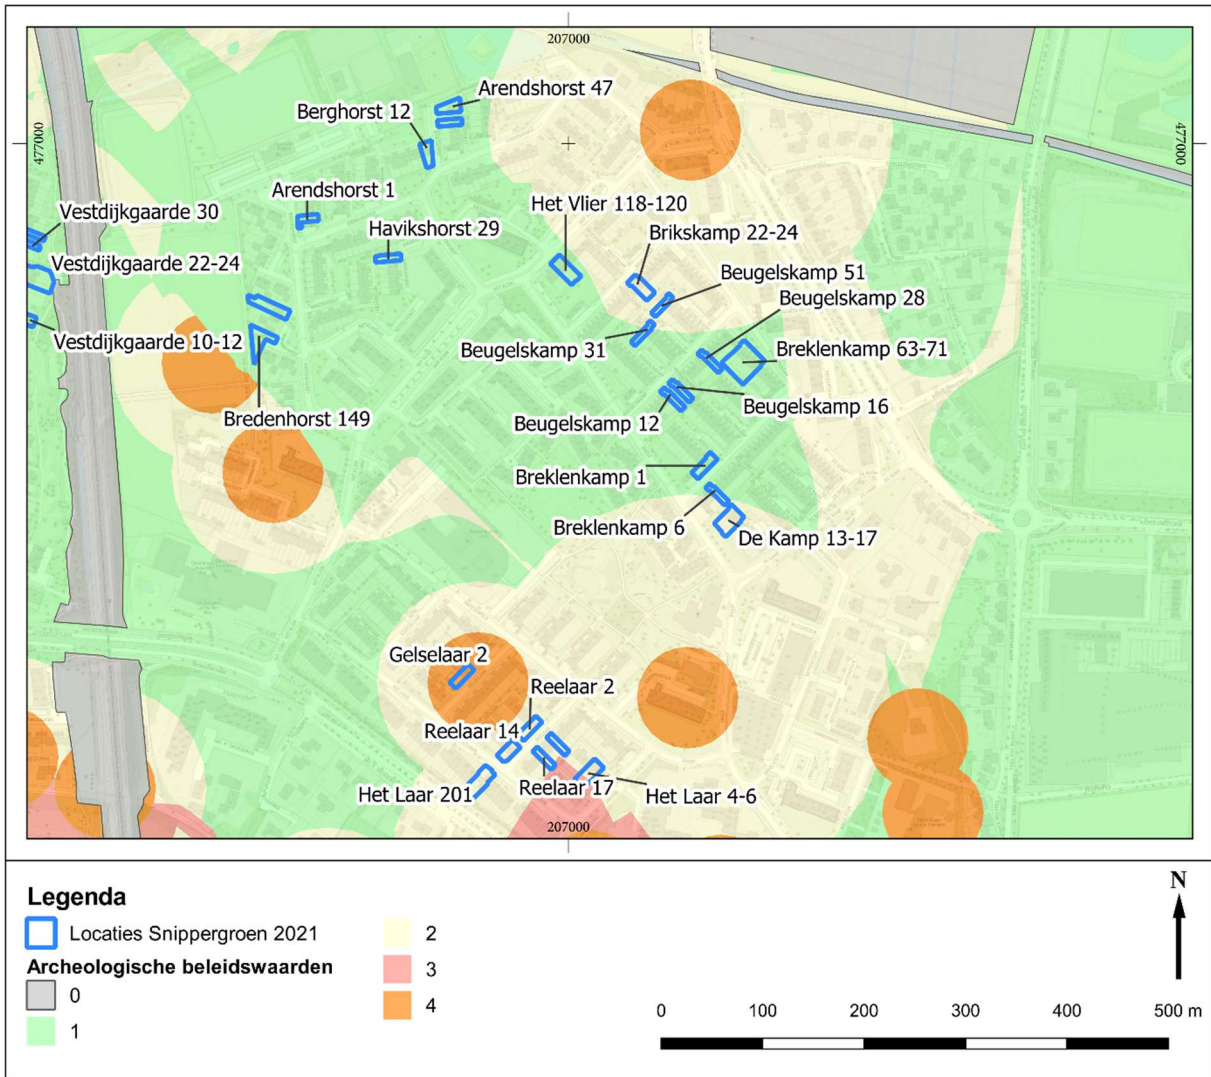 207000
477000
477000
Arendshorst 47
Berghorst 12
Arendshorst 1
Vestdijkgaarde 30
Havikshorst 29
Het Vlier 118-120
Brikskamp 22-24
Vestdijkgaarde 22-24
Beugelskamp 51
Beugelskamp 28
Vestdijkgaarde 10-12
Beugelskamp 31
Breklenkamp 63-71
Bredenhorst 149
Beugelskamp 16
Beugelskamp 12
Breklenkamp 1
Breklenkamp 6
De Kamp 13-17
Gelselaar 2
Reelaar 2
Reelaar 14
Het Laar 201
Reelaar 17
Het Laar 4-6
207000
Legenda
Locaties Snippergroen 2021
Archeologische beleidswaarden
0
1
2
3
4
N
0 100 200 300 400 500 m